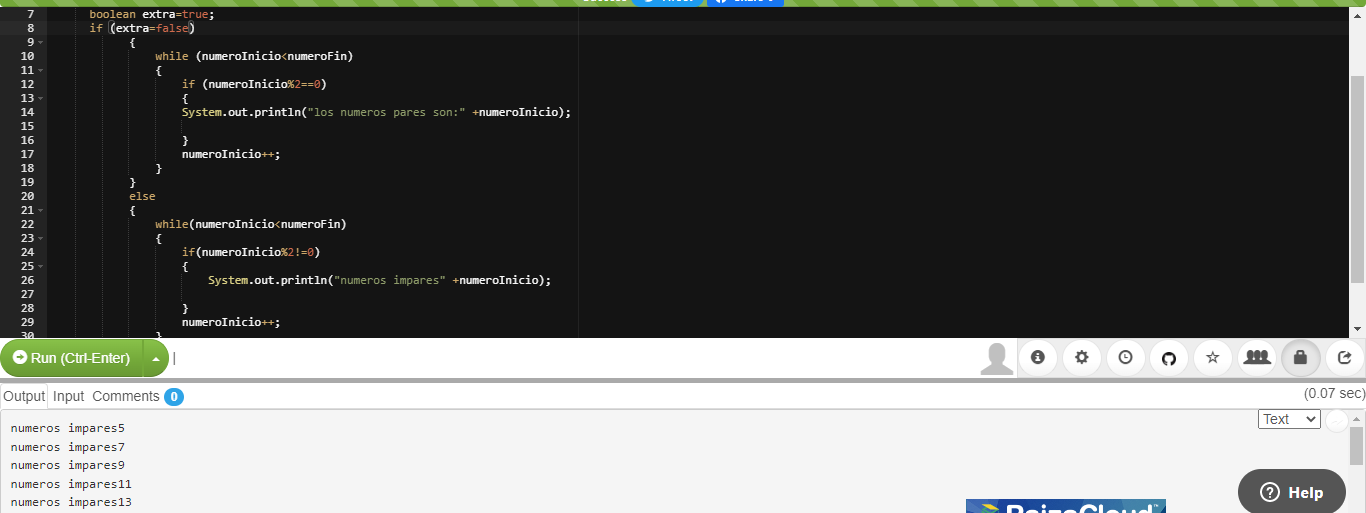 7 boolean extra=true;
8 if (extra=false)
9 {
10 while (numeroInicio<numeroFin)
11 {
12 if (numeroInicio%2==0)
13 {
14 System.out.println("los numeros pares son:" +numeroInicio);
15
16 }
17 numeroInicio++;
18 }
19 }
20 else
21 {
22 while(numeroInicio<numeroFin)
23 {
24 if(numeroInicio%2!=0)
25 {
26 System.out.println("numeros impares" +numeroInicio);
27
28 }
29 numeroInicio++;
30 }
Run (Ctrl-Enter)
Output Input Comments 0
(0.07 sec)
Text
numeros impares5
numeros impares7
numeros impares9
numeros impares11
numeros impares13
Help
PaizaCloud